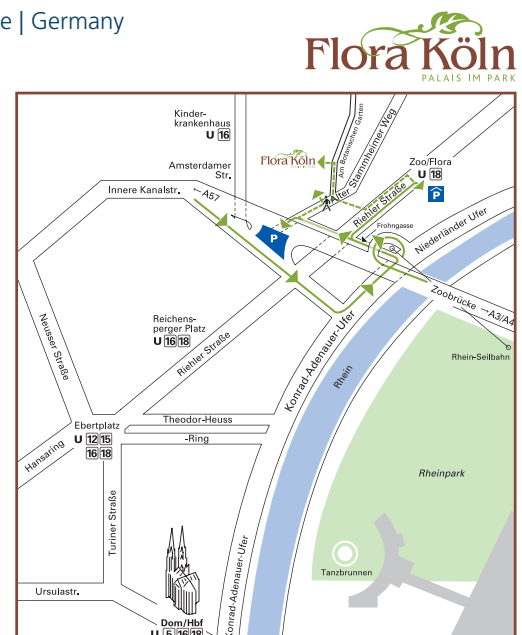 e | Germany
Flora Köln
PALAIS IM PARK
Kinder-
krankenhaus
U 16
Am Botanischen Garten
Alter Stammheimer Weg
Flora Köln
Zoo/Flora
U 18
P
Amsterdamer
Str.
Innere Kanalstr.
← A57
Riehler Straße
Frohngasse
Niederländer Ufer
P
Zoobrücke
→ A3/A4
Rhein-Seilbahn
Neusser Straße
Reichens-
perger Platz
U 16 18
Riehler Straße
Konrad-Adenauer-Ufer
Rhein
Theodor-Heuss
-Ring
Ebertplatz
U 12 15
16 18
Hansaring
Rheinpark
Turiner Straße
Konrad-Adenauer-Ufer
Tanzbrunnen
Ursulastr.
Dom/Hbf
U 5 16 18